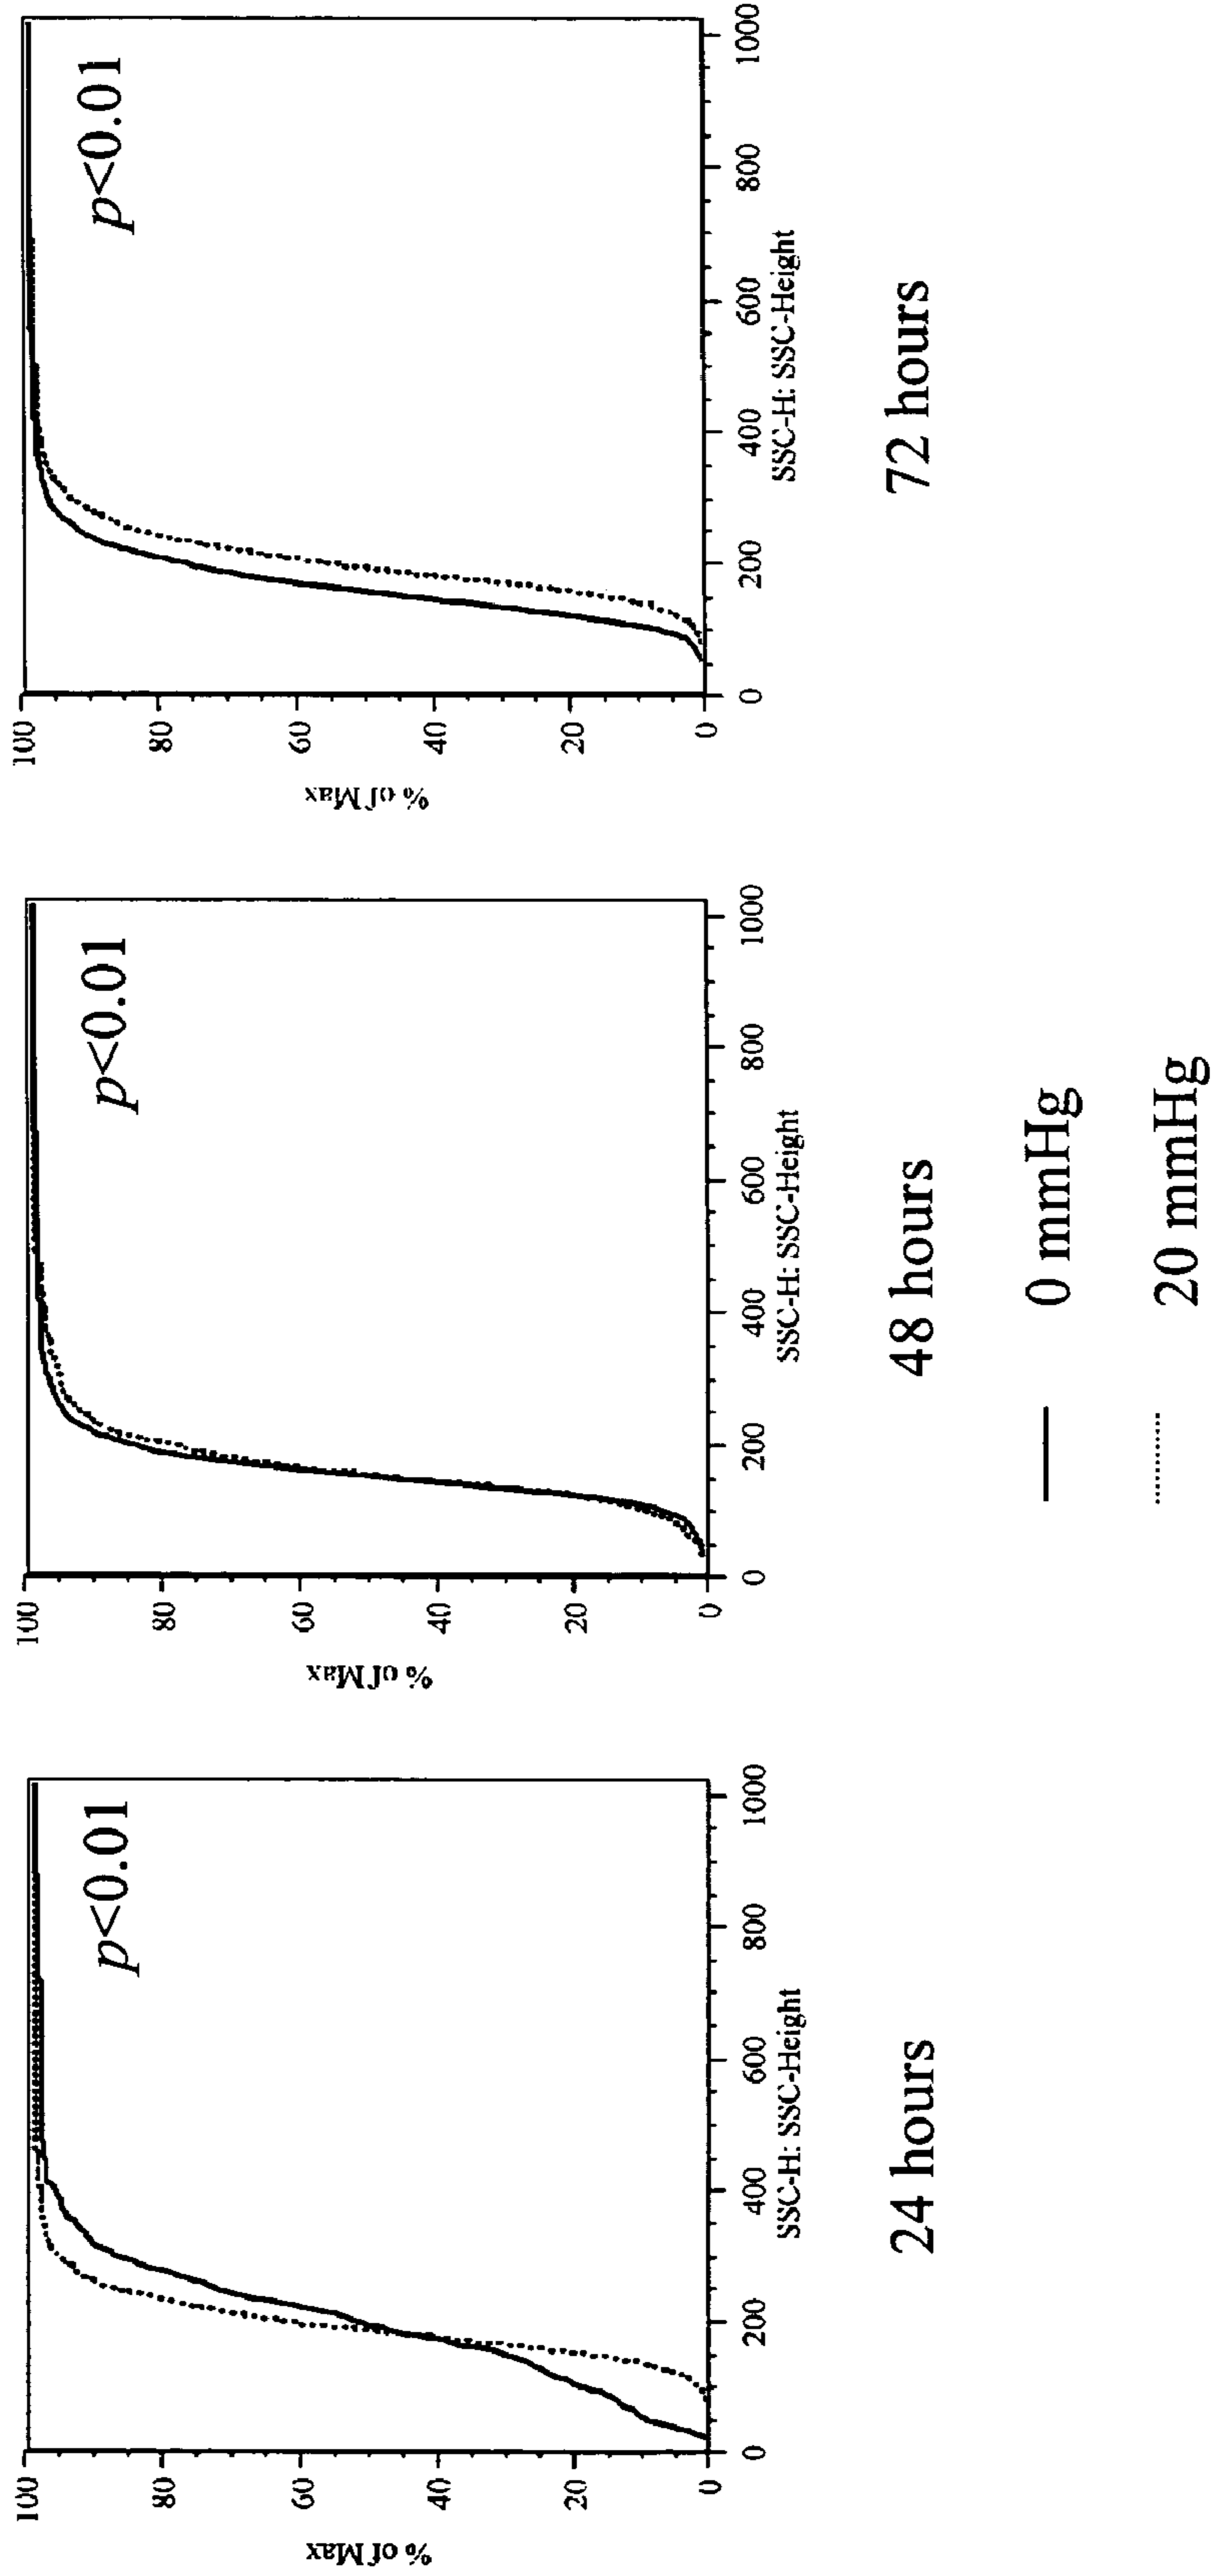 100
80
60
40
20
0
% of Max
p<0.01
0 200 400 600 800 1000
SSC-H: SSC-Height
24 hours
100
80
60
40
20
0
% of Max
p<0.01
0 200 400 600 800 1000
SSC-H: SSC-Height
48 hours
100
80
60
40
20
0
% of Max
p<0.01
0 200 400 600 800 1000
SSC-H: SSC-Height
72 hours
0 mmHg
20 mmHg